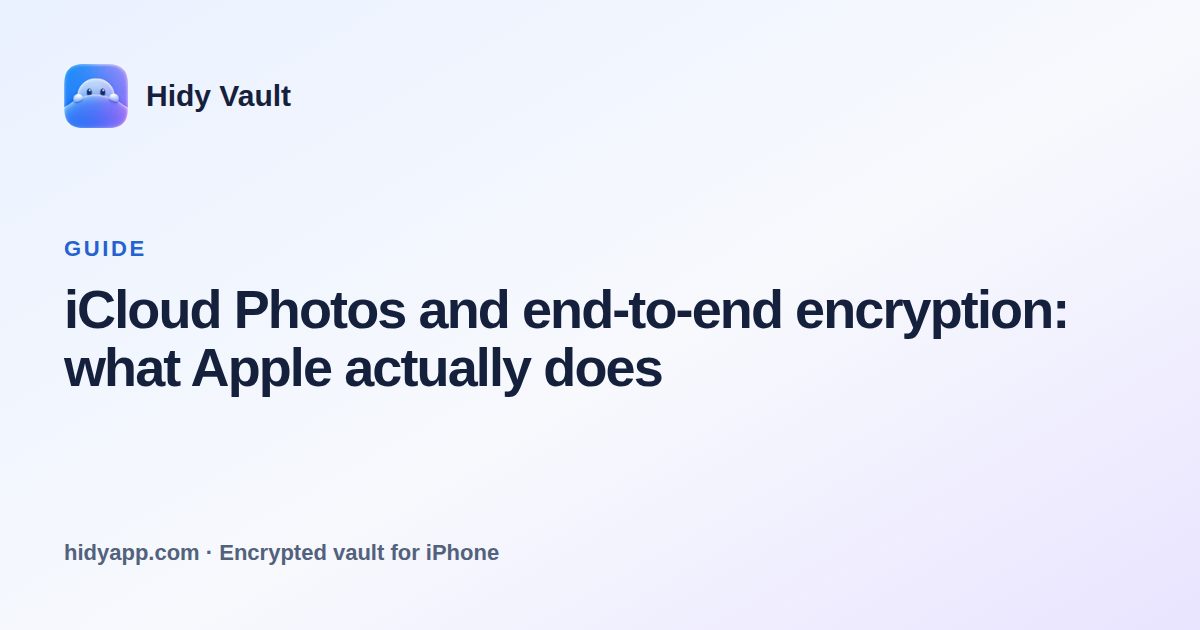 Hidy Vault
GUIDE
iCloud Photos and end-to-end encryption:
what Apple actually does
hidyapp.com · Encrypted vault for iPhone